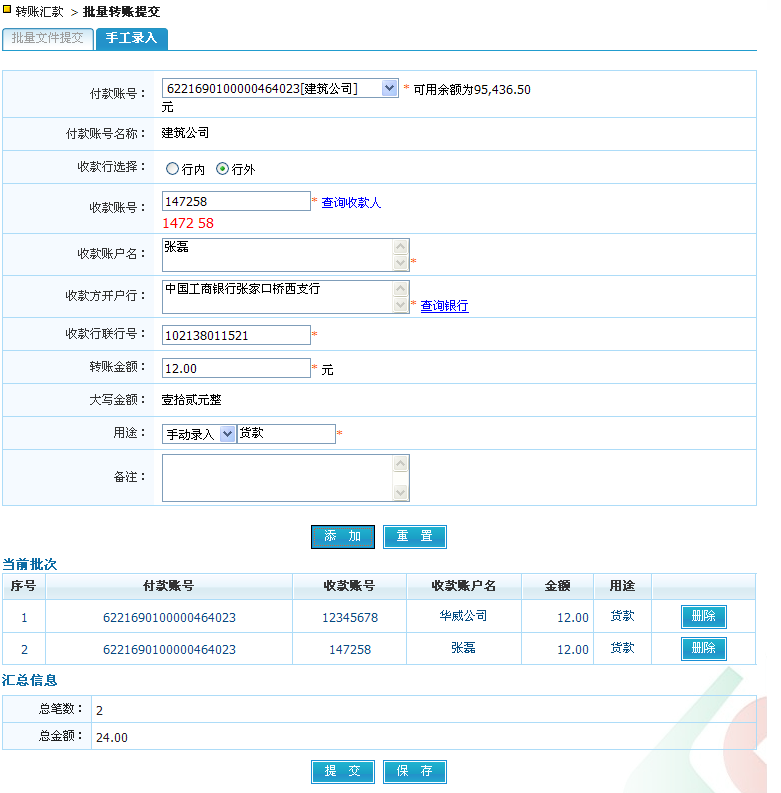 转账汇款 > 批量转账提交
批量文件提交 手工录入
付款账号： 6221690100000464023[建筑公司] * 可用余额为95,436.50
元
付款账号名称： 建筑公司
收款行选择： 行内 行外
收款账号： 147258 * 查询收款人
1472 58
收款账户名： 张磊 *
收款方开户行： 中国工商银行张家口桥西支行 * 查询银行
收款行联行号： 102138011521 *
转账金额： 12.00 * 元
大写金额： 壹拾贰元整
用途： 手动录入 货款 *
备注：
添 加 重 置
当前批次
序号 付款账号 收款账号 收款账户名 金额 用途
1 6221690100000464023 12345678 华威公司 12.00 货款 删除
2 6221690100000464023 147258 张磊 12.00 货款 删除
汇总信息
总笔数： 2
总金额： 24.00
提 交 保 存